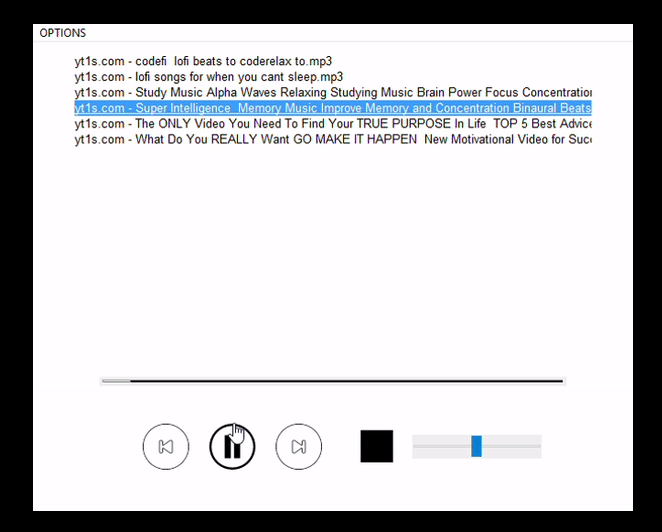 OPTIONS
yt1s.com - codefi  lofi beats to coderelax to.mp3
yt1s.com - lofi songs for when you cant sleep.mp3
yt1s.com - Study Music Alpha Waves Relaxing Studying Music Brain Power Focus Concentration
yt1s.com - Super Intelligence  Memory Music Improve Memory and Concentration Binaural Beats
yt1s.com - The ONLY Video You Need To Find Your TRUE PURPOSE In Life  TOP 5 Best Advice
yt1s.com - What Do You REALLY Want GO MAKE IT HAPPEN  New Motivational Video for Suc